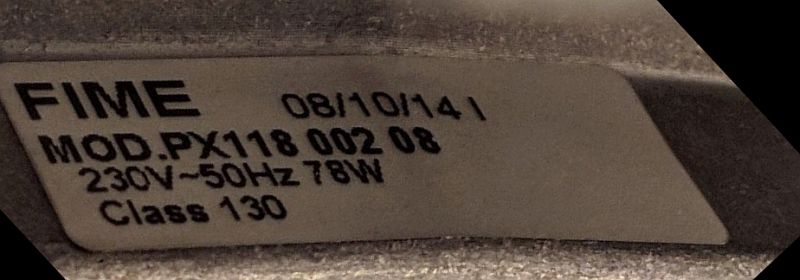 FIME 08/10/14 I
MOD.PX118 002 08
230V~50Hz 78W
Class 130